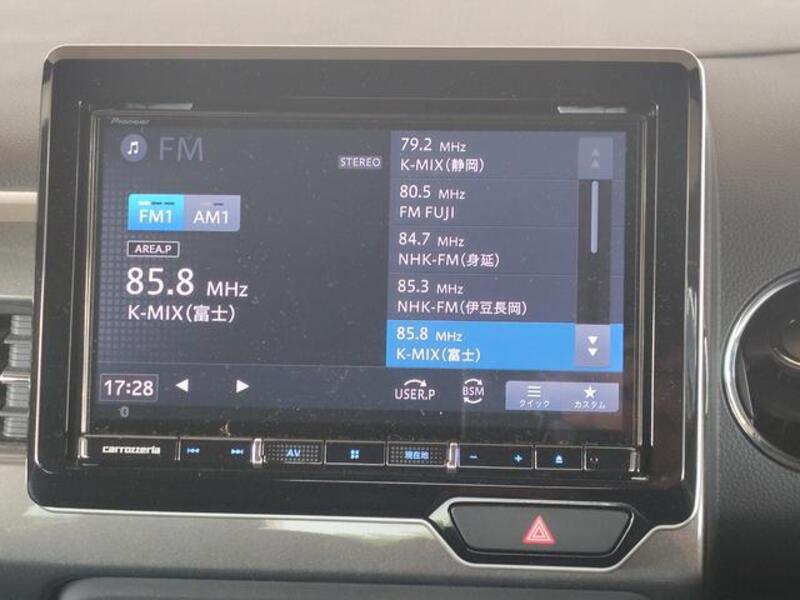 Pioneer
FM
STEREO
FM1 AM1
AREA.P
85.8 MHz
K-MIX(富士)
79.2 MHz
K-MIX(静岡)
80.5 MHz
FM FUJI
84.7 MHz
NHK-FM(身延)
85.3 MHz
NHK-FM(伊豆長岡)
85.8 MHz
K-MIX(富士)
17:28
USER.P
BSM
クイック
カスタム
carrozzeria
AV
現在地
- +